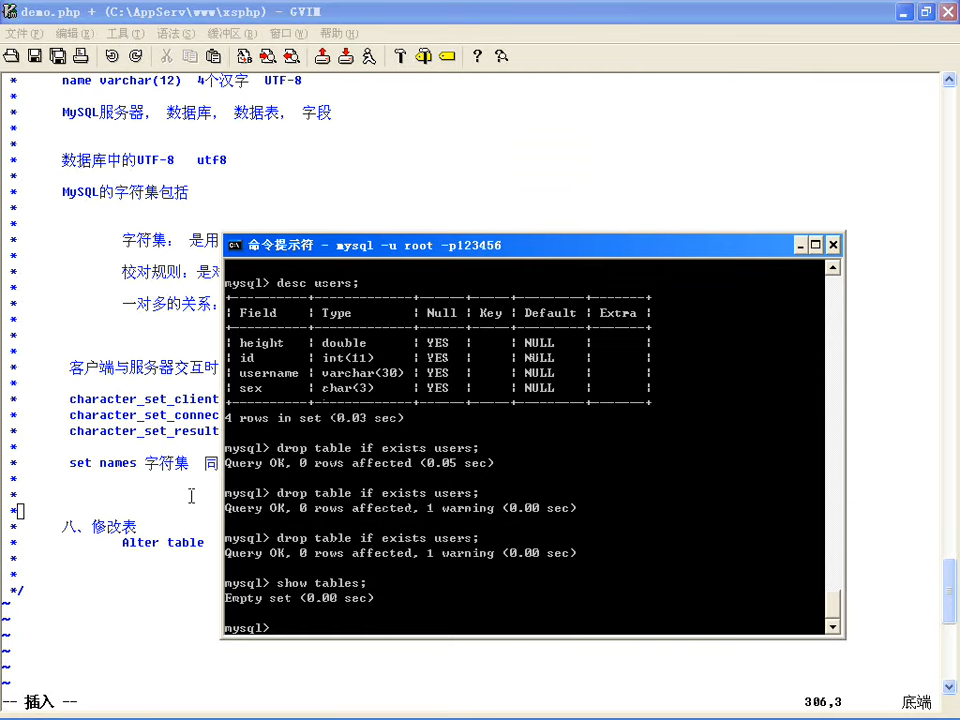 demo.php + (C:\AppServ\www\xsphp) - GVIM
文件(F) 编辑(E) 工具(T) 语法(S) 缓冲区(B) 窗口(W) 帮助(H)
* name varchar(12) 4个汉字 UTF-8
*
* MySQL服务器， 数据库， 数据表， 字段
*
*
* 数据库中的UTF-8 utf8
*
* MySQL的字符集包括
*
*
* 字符集： 是用
*
* 校对规则：是对
*
* 一对多的关系：
*
*
*
* 客户端与服务器交互时
*
* character_set_client
* character_set_connec
* character_set_result
*
* set names 字符集 同
*
*
*
* 八、修改表
* Alter table
*
*
*/
~
~
~
~
~
~
命令提示符 - mysql -u root -p123456
mysql> desc users;
+----------+-------------+------+-----+---------+-------+
| Field | Type | Null | Key | Default | Extra |
+----------+-------------+------+-----+---------+-------+
| height | double | YES | | NULL | |
| id | int(11) | YES | | NULL | |
| username | varchar(30) | YES | | NULL | |
| sex | char(3) | YES | | NULL | |
+----------+-------------+------+-----+---------+-------+
4 rows in set (0.03 sec)
mysql> drop table if exists users;
Query OK, 0 rows affected (0.05 sec)
mysql> drop table if exists users;
Query OK, 0 rows affected, 1 warning (0.00 sec)
mysql> drop table if exists users;
Query OK, 0 rows affected, 1 warning (0.00 sec)
mysql> show tables;
Empty set (0.00 sec)
mysql>
-- 插入 -- 306,3 底端